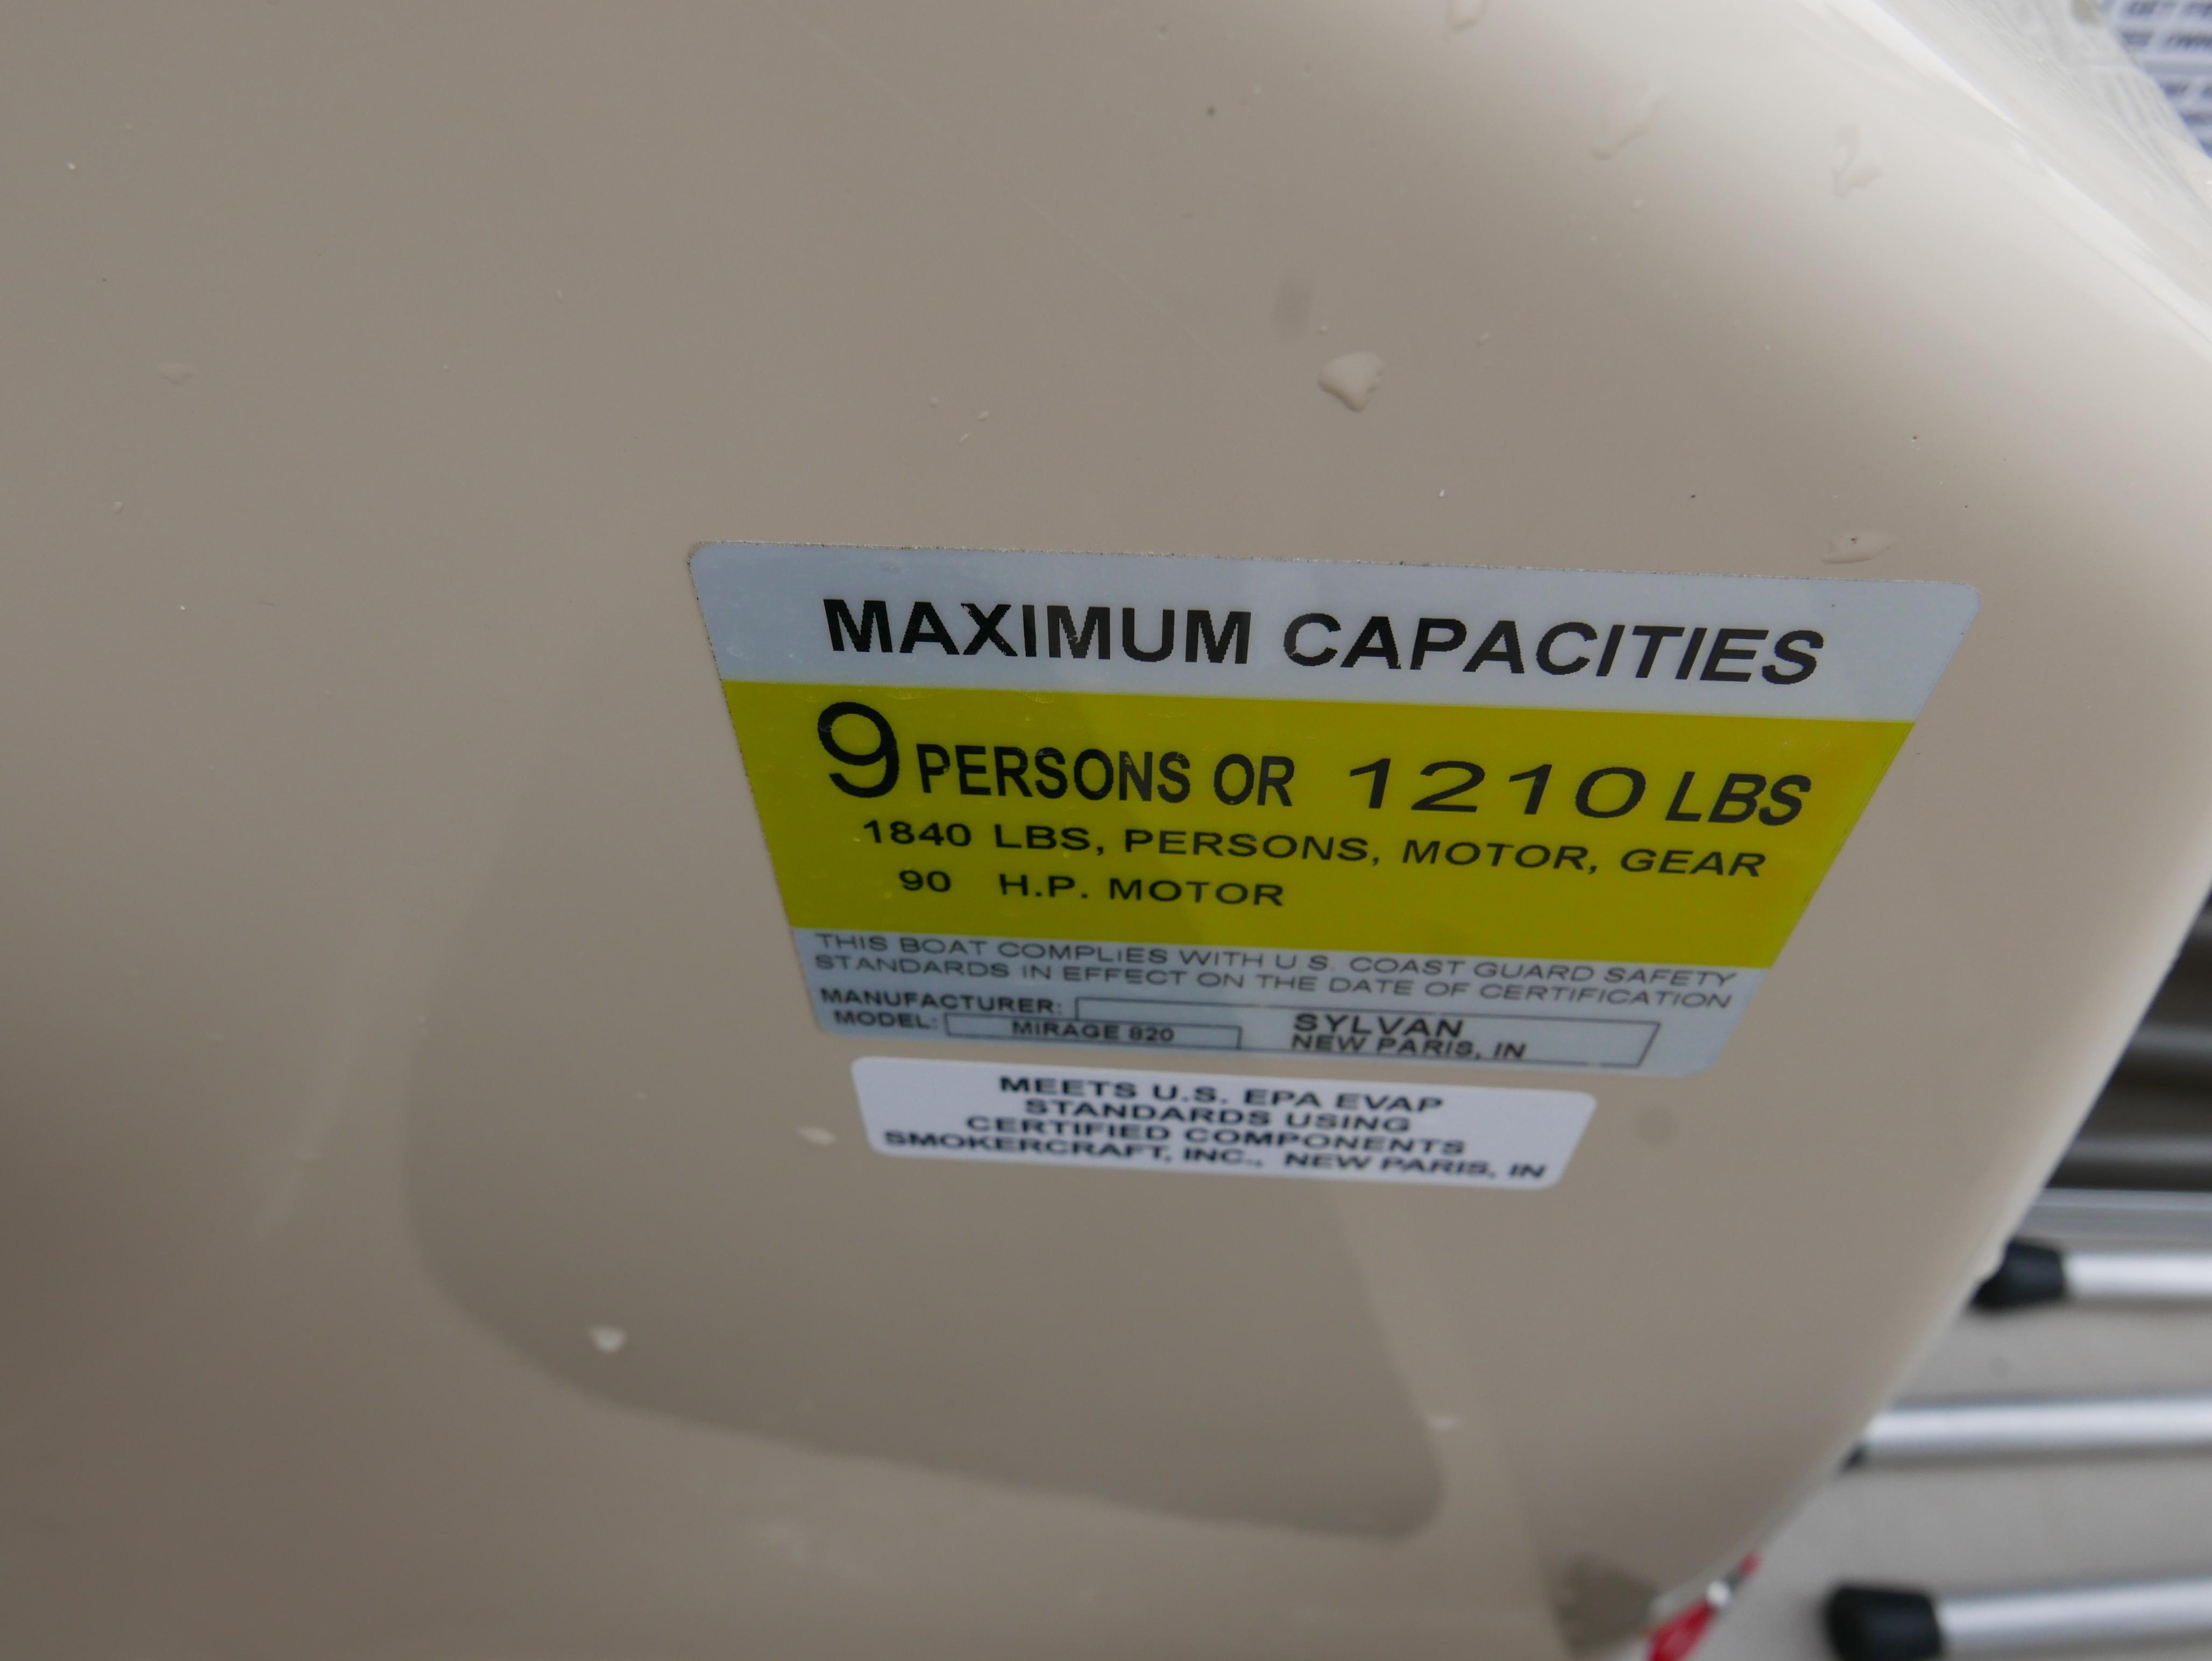 MAXIMUM CAPACITIES
9 PERSONS OR 1210 LBS
1840 LBS, PERSONS, MOTOR, GEAR
90 H.P. MOTOR
THIS BOAT COMPLIES WITH U.S. COAST GUARD SAFETY
STANDARDS IN EFFECT ON THE DATE OF CERTIFICATION
MANUFACTURER: SYLVAN
MODEL: MIRAGE 820 NEW PARIS, IN
MEETS U.S. EPA EVAP
STANDARDS USING
CERTIFIED COMPONENTS
SMOKERCRAFT, INC., NEW PARIS, IN